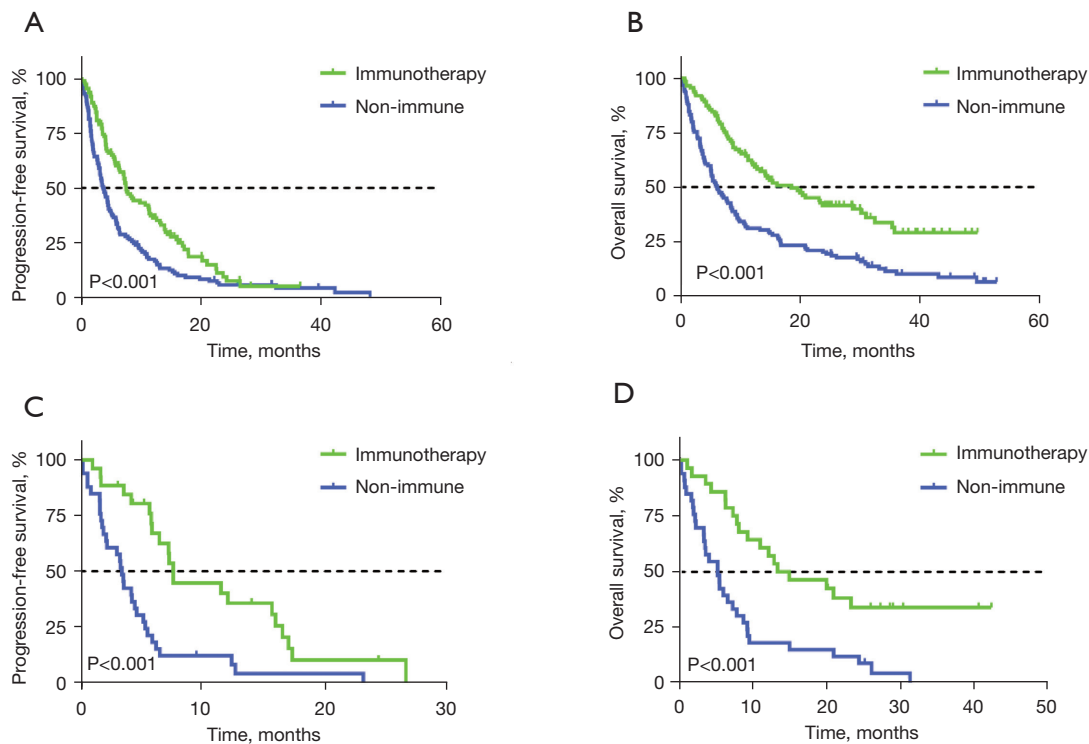 A
Progression-free survival, %
100
75
50
25
0
Immunotherapy
Non-immune
P<0.001
0 20 40 60
Time, months
B
Overall survival, %
100
75
50
25
0
Immunotherapy
Non-immune
P<0.001
0 20 40 60
Time, months
C
Progression-free survival, %
100
75
50
25
0
Immunotherapy
Non-immune
P<0.001
0 10 20 30
Time, months
D
Overall survival, %
100
75
50
25
0
Immunotherapy
Non-immune
P<0.001
0 10 20 30 40 50
Time, months